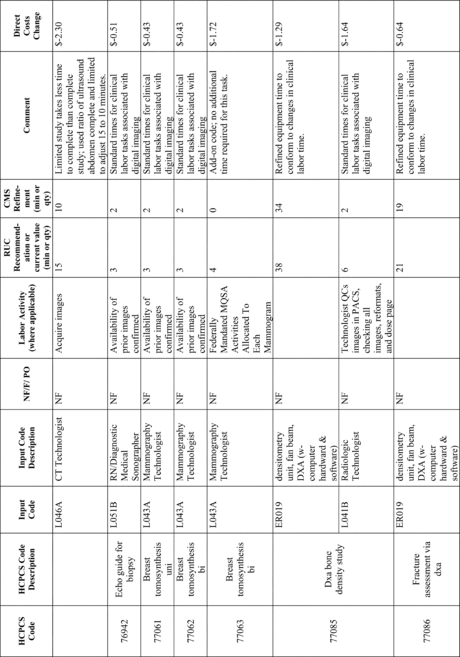 HCPCS
Code
HCPCS Code
Description
Input
Code
Input Code
Description
NF/F/ PO
Labor Activity
(where applicable)
RUC
Recommend-
ation or
current value
(min or qty)
CMS
Refine-
ment
(min or
qty)
Comment
Direct
Costs
Change
L046A
CT Technologist
NF
Acquire images
15
10
Limited study takes less time
to complete than complete
study; used ratio of ultrasound
abdomen complete and limited
to adjust 15 to 10 minutes.
$-2.30
76942
Echo guide for
biopsy
L051B
RN/Diagnostic
Medical
Sonographer
NF
Availability of
prior images
confirmed
3
2
Standard times for clinical
labor tasks associated with
digital imaging
$-0.51
77061
Breast
tomosynthesis
uni
L043A
Mammography
Technologist
NF
Availability of
prior images
confirmed
3
2
Standard times for clinical
labor tasks associated with
digital imaging
$-0.43
77062
Breast
tomosynthesis
bi
L043A
Mammography
Technologist
NF
Availability of
prior images
confirmed
3
2
Standard times for clinical
labor tasks associated with
digital imaging
$-0.43
77063
Breast
tomosynthesis
bi
L043A
Mammography
Technologist
NF
Federally
Mandated MQSA
Activities
Allocated To
Each
Mammogram
4
0
Add-on code; no additional
time required for this task.
$-1.72
77085
Dxa bone
density study
ER019
densitometry
unit, fan beam,
DXA (w-
computer
hardware &
software)
NF
38
34
Refined equipment time to
conform to changes in clinical
labor time.
$-1.29
L041B
Radiologic
Technologist
NF
Technologist QCs
images in PACS,
checking all
images, reformats,
and dose page
6
2
Standard times for clinical
labor tasks associated with
digital imaging
$-1.64
77086
Fracture
assessment via
dxa
ER019
densitometry
unit, fan beam,
DXA (w-
computer
hardware &
software)
NF
21
19
Refined equipment time to
conform to changes in clinical
labor time.
$-0.64